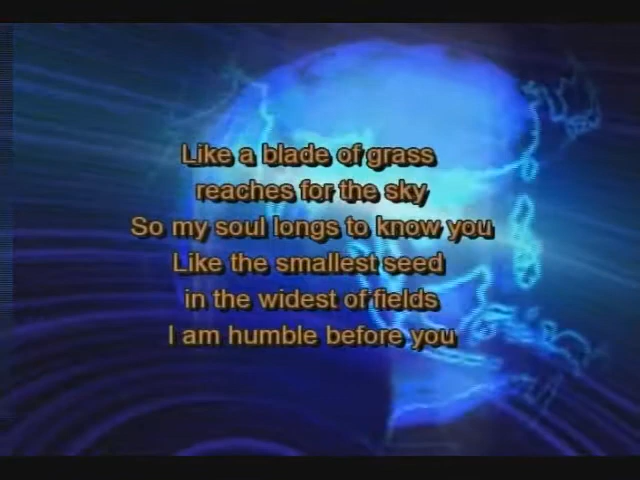 Like a blade of grass
reaches for the sky
So my soul longs to know you
Like the smallest seed
in the widest of fields
I am humble before you